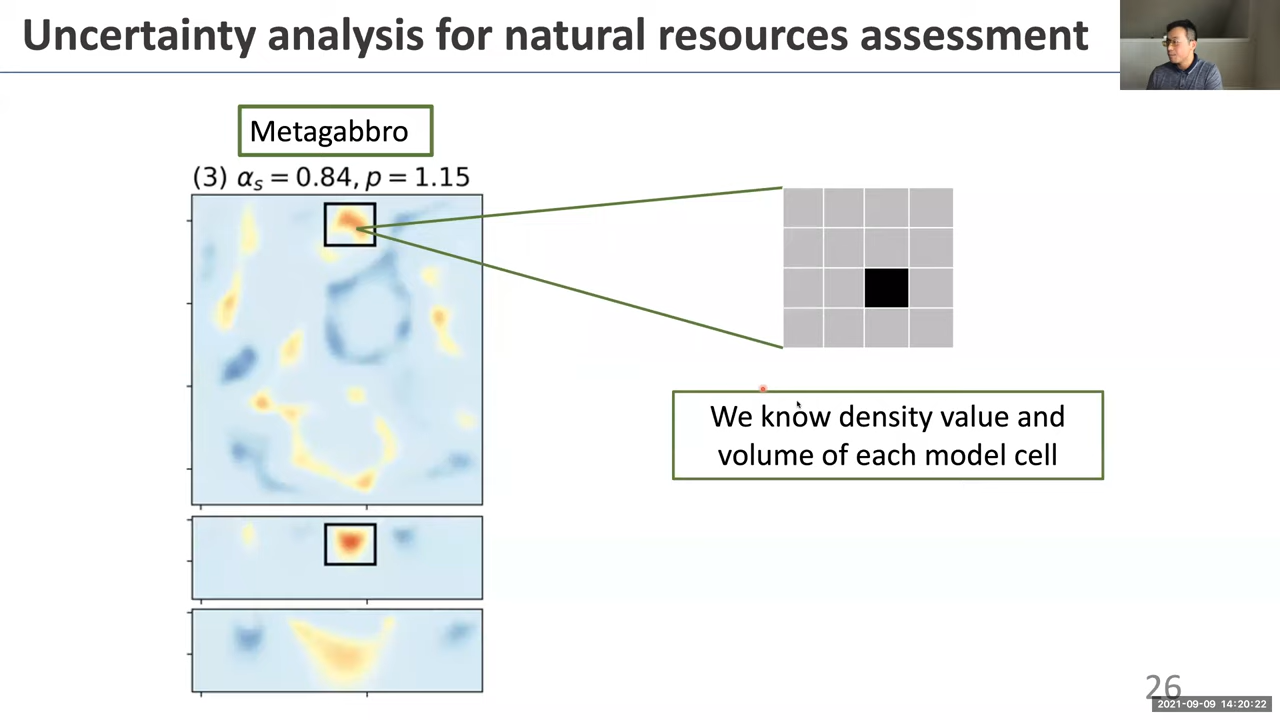 Uncertainty analysis for natural resources assessment
Metagabbro
(3) αs = 0.84, p = 1.15
We know density value and
volume of each model cell
26
2021-09-09 14:20:22